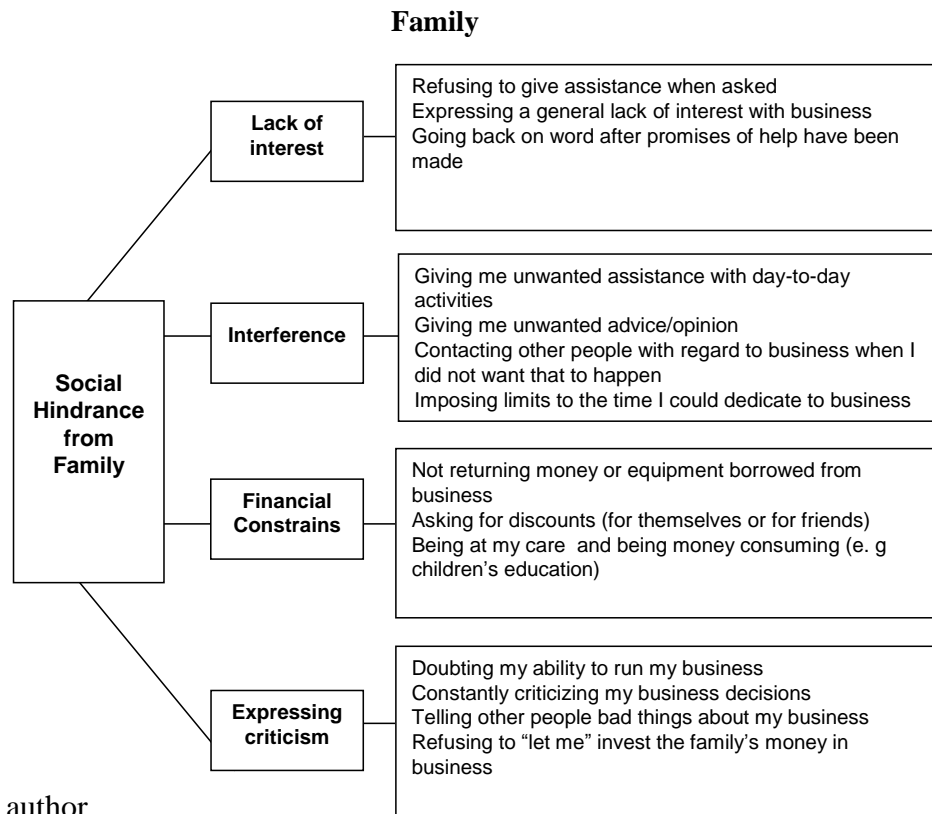 Family
Lack of
interest
Refusing to give assistance when asked
Expressing a general lack of interest with business
Going back on word after promises of help have been
made
Social
Hindrance
from
Family
Interference
Giving me unwanted assistance with day-to-day
activities
Giving me unwanted advice/opinion
Contacting other people with regard to business when I
did not want that to happen
Imposing limits to the time I could dedicate to business
Financial
Constrains
Not returning money or equipment borrowed from
business
Asking for discounts (for themselves or for friends)
Being at my care  and being money consuming (e. g
children's education)
Expressing
criticism
Doubting my ability to run my business
Constantly criticizing my business decisions
Telling other people bad things about my business
Refusing to “let me” invest the family's money in
business
author